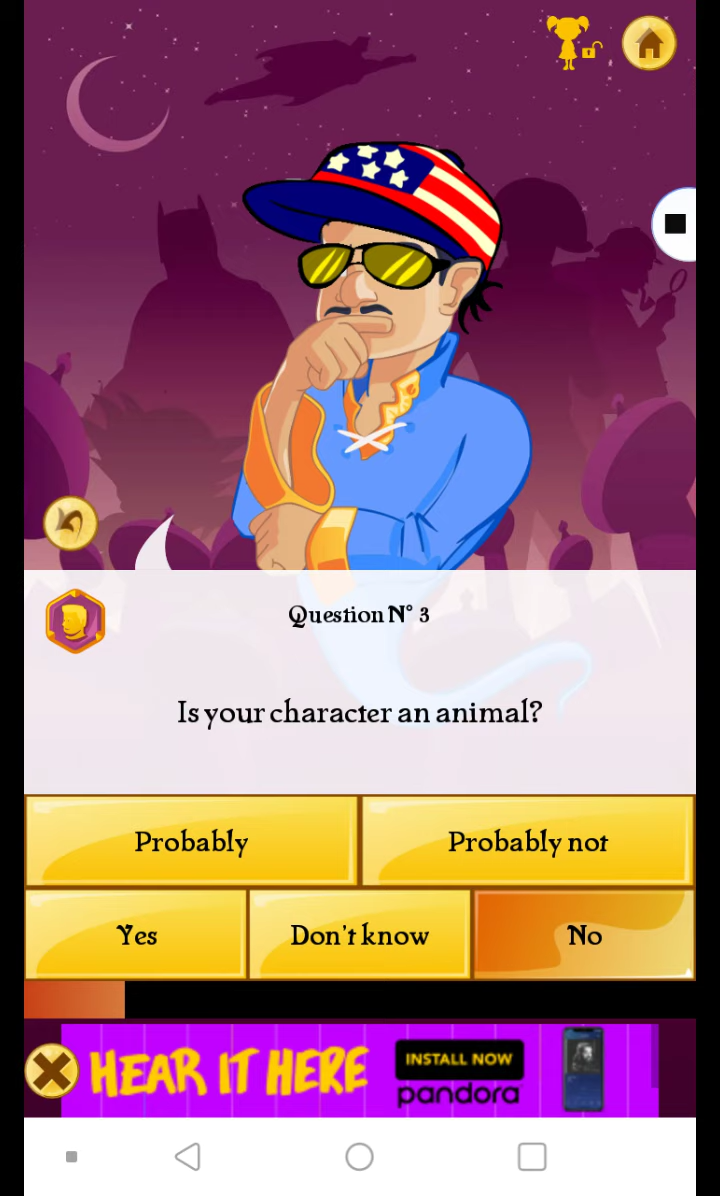 Question N° 3
Is your character an animal?
Probably
Probably not
Yes
Don't know
No
HEAR IT HERE
INSTALL NOW
pandora